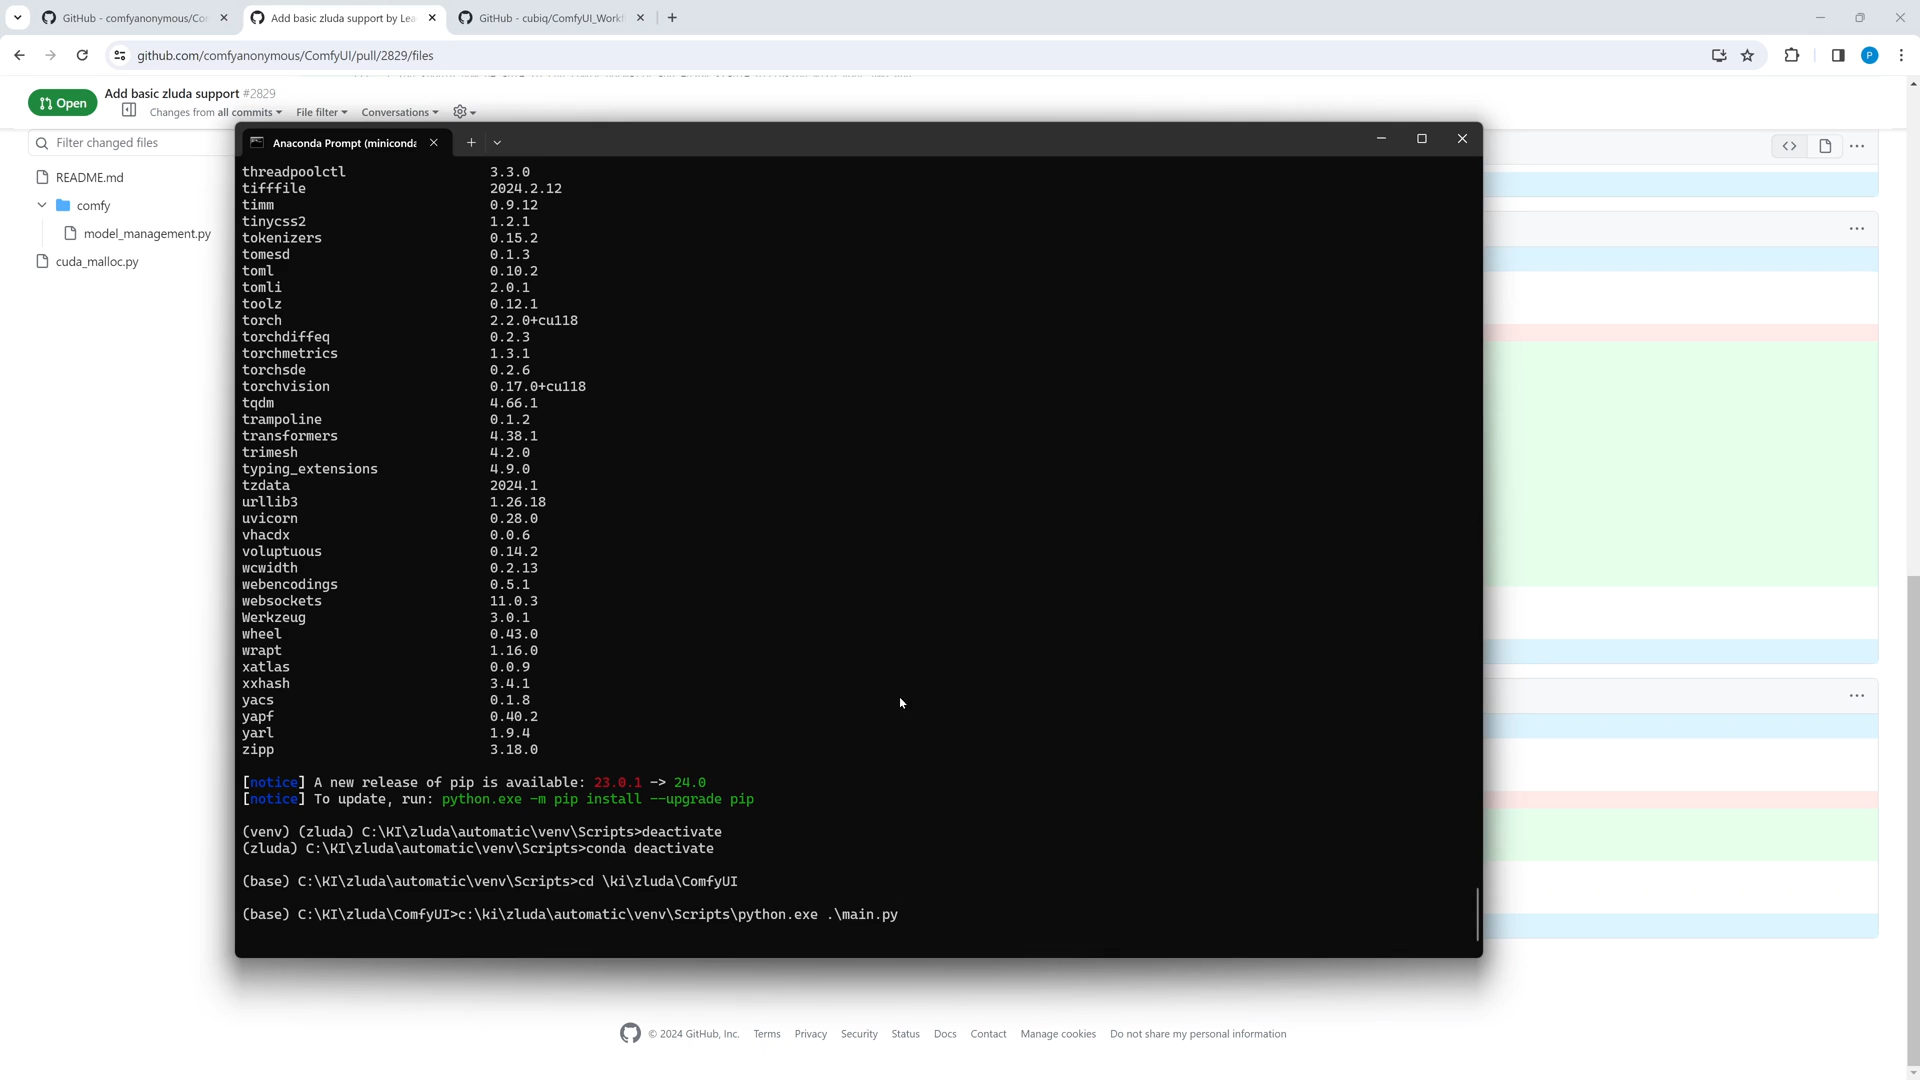 GitHub - comfyanonymous/Co
Add basic zluda support by Lea
GitHub - cubiq/ComfyUI_Workf
github.com/comfyanonymous/ComfyUI/pull/2829/files
P
Open
Add basic zluda support #2829
Changes from all commits
File filter
Conversations
Filter changed files
README.md
comfy
model_management.py
cuda_malloc.py
Anaconda Prompt (miniconda
threadpoolctl 3.3.0
tifffile 2024.2.12
timm 0.9.12
tinycss2 1.2.1
tokenizers 0.15.2
tomesd 0.1.3
toml 0.10.2
tomli 2.0.1
toolz 0.12.1
torch 2.2.0+cu118
torchdiffeq 0.2.3
torchmetrics 1.3.1
torchsde 0.2.6
torchvision 0.17.0+cu118
tqdm 4.66.1
trampoline 0.1.2
transformers 4.38.1
trimesh 4.2.0
typing_extensions 4.9.0
tzdata 2024.1
urllib3 1.26.18
uvicorn 0.28.0
vhacdx 0.0.6
voluptuous 0.14.2
wcwidth 0.2.13
webencodings 0.5.1
websockets 11.0.3
Werkzeug 3.0.1
wheel 0.43.0
wrapt 1.16.0
xatlas 0.0.9
xxhash 3.4.1
yacs 0.1.8
yapf 0.40.2
yarl 1.9.4
zipp 3.18.0
[notice] A new release of pip is available: 23.0.1 -> 24.0
[notice] To update, run: python.exe -m pip install --upgrade pip
(venv) (zluda) C:\KI\zluda\automatic\venv\Scripts>deactivate
(zluda) C:\KI\zluda\automatic\venv\Scripts>conda deactivate
(base) C:\KI\zluda\automatic\venv\Scripts>cd \ki\zluda\ComfyUI
(base) C:\KI\zluda\ComfyUI>c:\ki\zluda\automatic\venv\Scripts\python.exe .\main.py
© 2024 GitHub, Inc. Terms Privacy Security Status Docs Contact Manage cookies Do not share my personal information